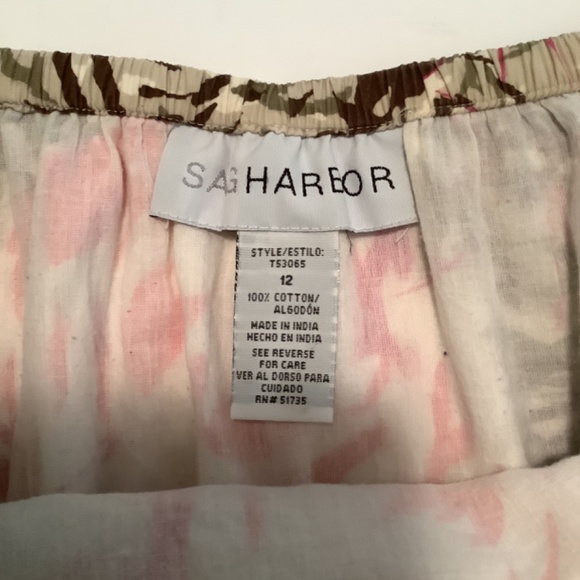 SAG HARBOR
STYLE/ESTILO:
TS3065
12
100% COTTON/
ALGODÓN
MADE IN INDIA
HECHO EN INDIA
SEE REVERSE
FOR CARE
VER AL DORSO PARA
CUIDADO
RN# 51735